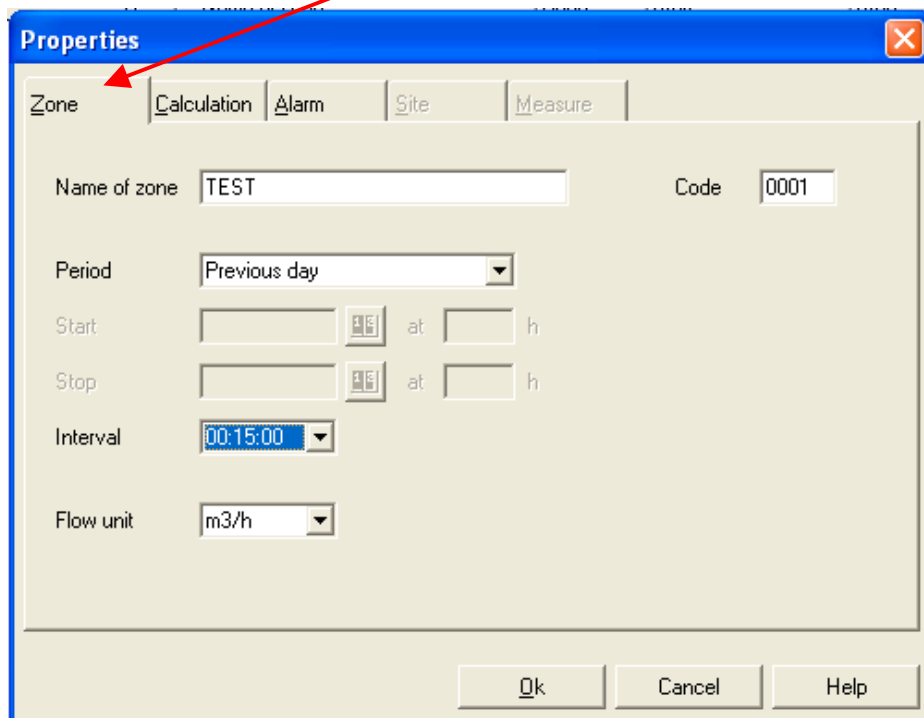 Properties
Zone Calculation Alarm Site Measure
Name of zone TEST Code 0001
Period Previous day
Start at h
Stop at h
Interval 00:15:00
Flow unit m3/h
Ok Cancel Help